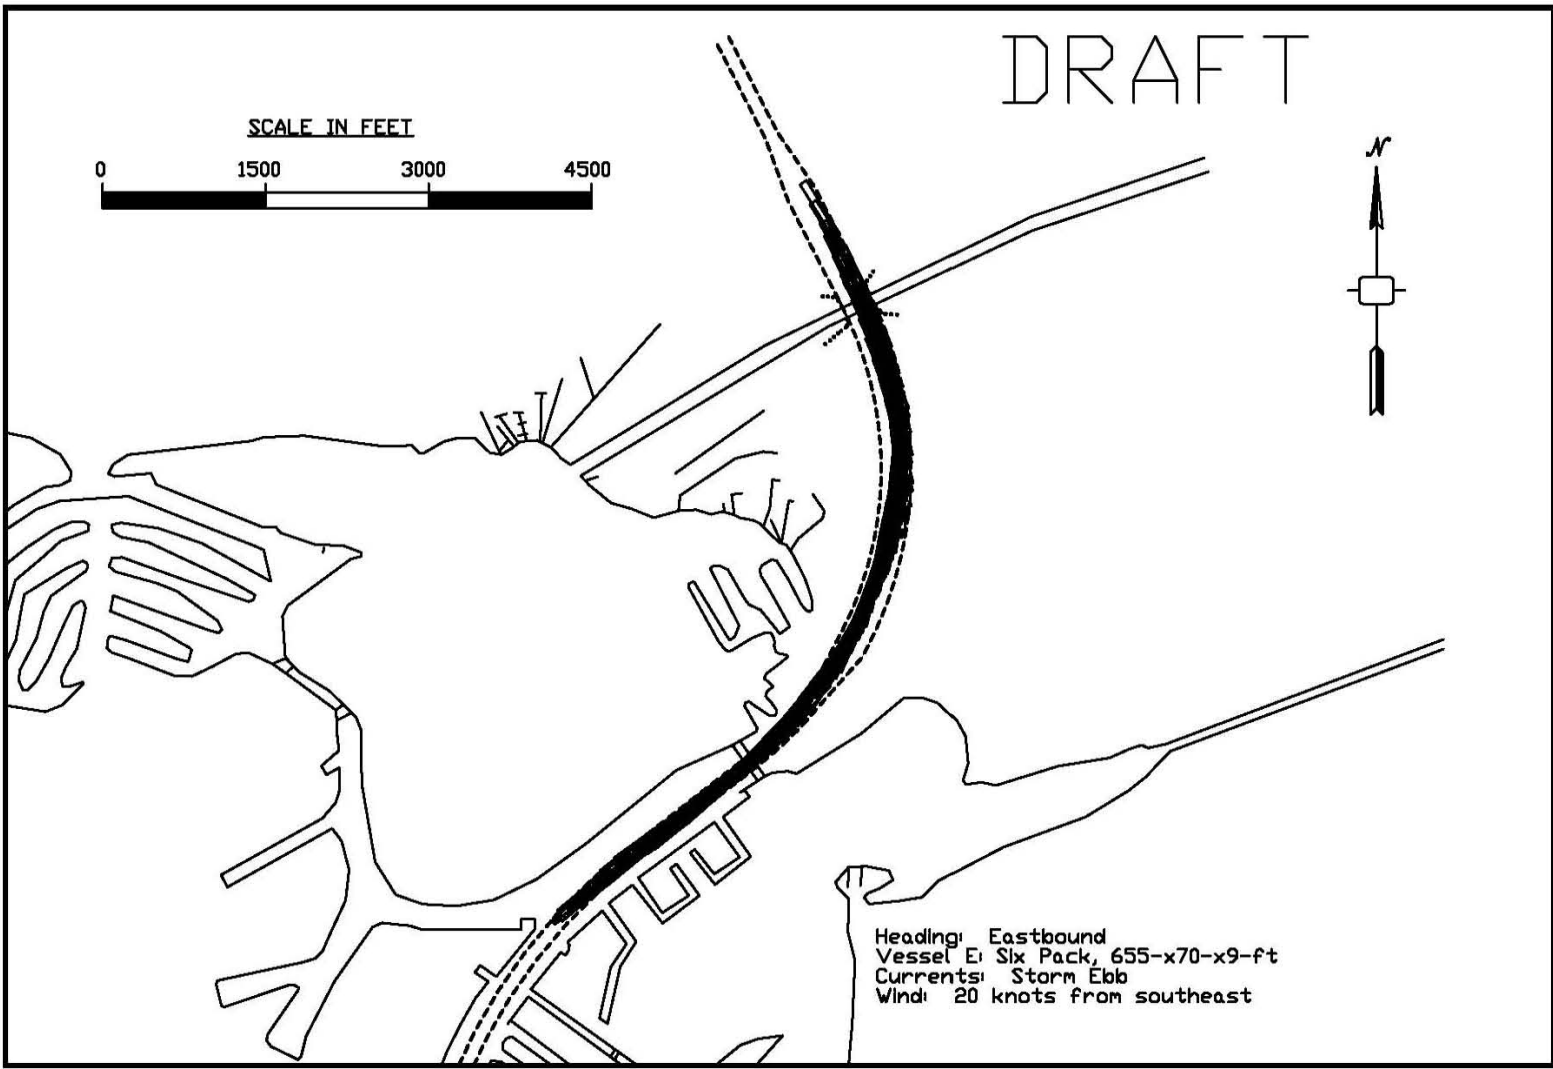 DRAFT
SCALE IN FEET
0 1500 3000 4500
N
Heading: Eastbound
Vessel E: Six Pack, 655-x70-x9-ft
Currents: Storm Ebb
Wind: 20 knots from southeast